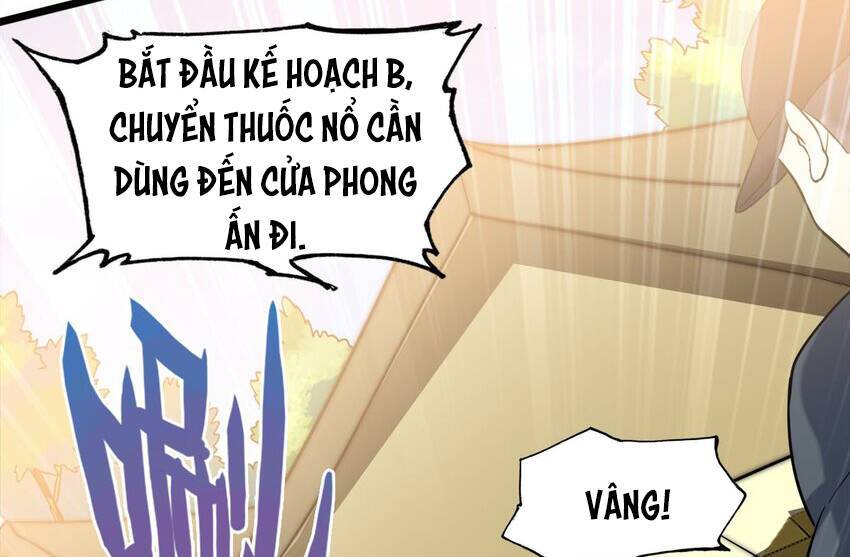 BẮT ĐẦU KẾ HOẠCH B,
CHUYỂN THUỐC NỔ CẦN
DÙNG ĐẾN CỬA PHONG
ẤN ĐI.
VÂNG!